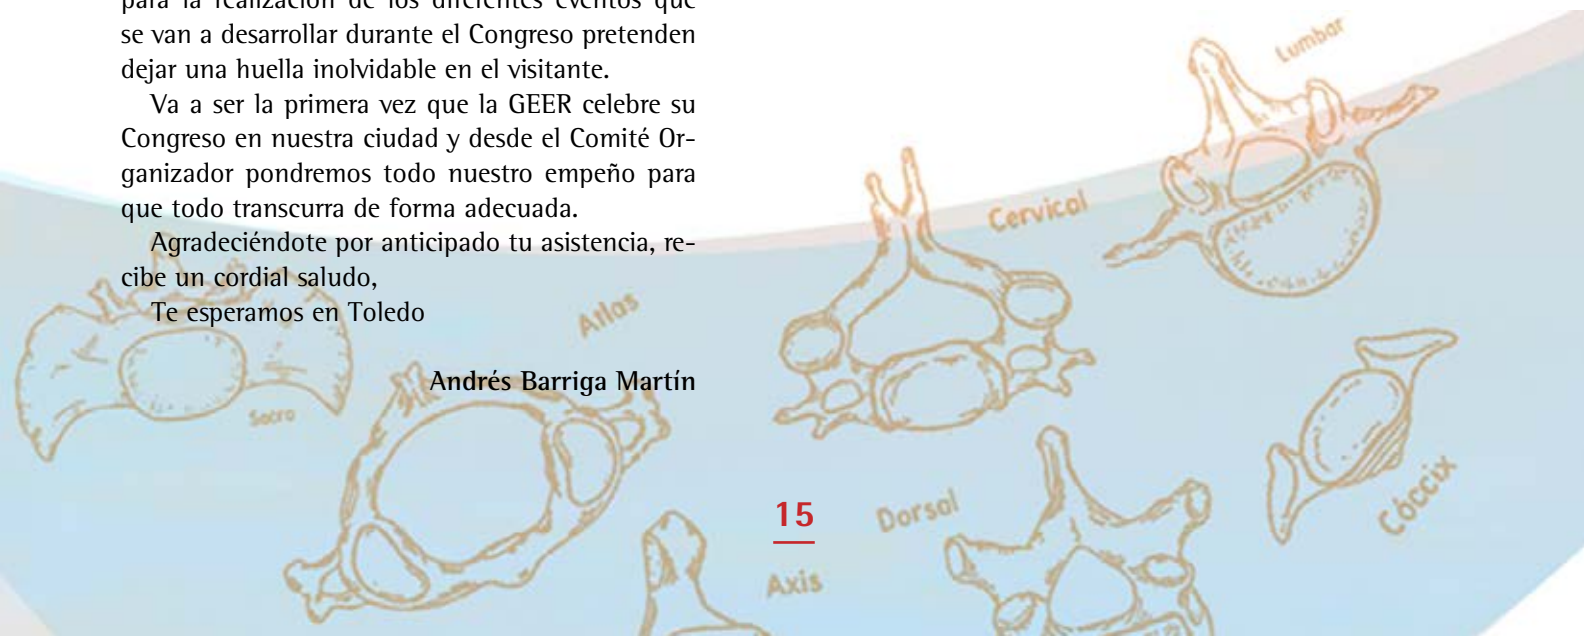 para la realización de los diferentes eventos que
se van a desarrollar durante el Congreso pretenden
dejar una huella inolvidable en el visitante.
Va a ser la primera vez que la GEER celebre su
Congreso en nuestra ciudad y desde el Comité Or-
ganizador pondremos todo nuestro empeño para
que todo transcurra de forma adecuada.
Agradeciéndote por anticipado tu asistencia, re-
cibe un cordial saludo,
Te esperamos en Toledo
Andrés Barriga Martín
Lumbar
Cervical
Atlas
Sacro
Cóccix
Dorsal
15
Axis